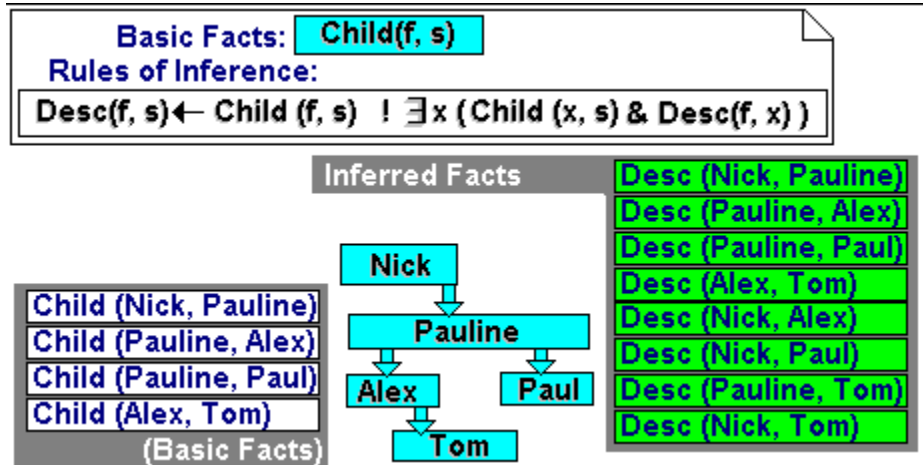 Basic Facts: Child(f, s)
Rules of Inference:
Desc(f, s)← Child (f, s) ! ∃x (Child (x, s) & Desc(f, x) )
Inferred Facts
Desc (Nick, Pauline)
Desc (Pauline, Alex)
Desc (Pauline, Paul)
Desc (Alex, Tom)
Desc (Nick, Alex)
Desc (Nick, Paul)
Desc (Pauline, Tom)
Desc (Nick, Tom)
Nick
Pauline
Alex
Paul
Tom
Child (Nick, Pauline)
Child (Pauline, Alex)
Child (Pauline, Paul)
Child (Alex, Tom)
(Basic Facts)